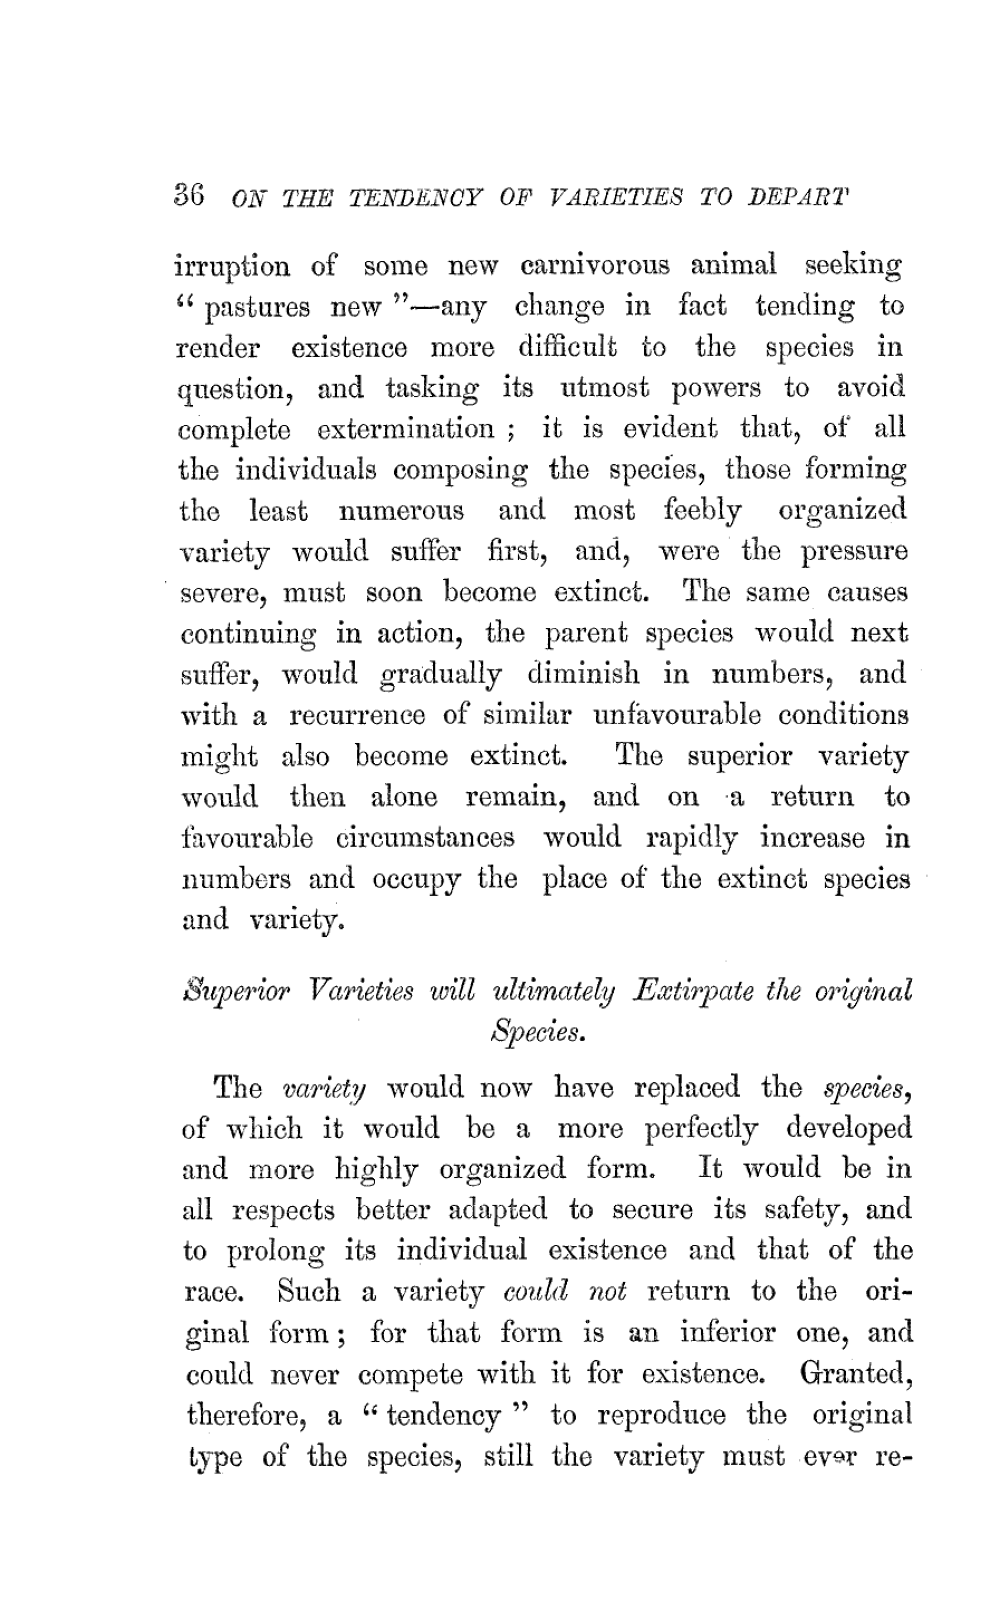 36 ON THE TENDENCY OF VARIETIES TO DEPART
irruption of some new carnivorous animal seeking
“ pastures new ”—any change in fact tending to
render existence more difficult to the species in
question, and tasking its utmost powers to avoid
complete extermination ; it is evident that, of all
the individuals composing the species, those forming
the least numerous and most feebly organized
variety would suffer first, and, were the pressure
severe, must soon become extinct. The same causes
continuing in action, the parent species would next
suffer, would gradually diminish in numbers, and
with a recurrence of similar unfavourable conditions
might also become extinct. The superior variety
would then alone remain, and on a return to
favourable circumstances would rapidly increase in
numbers and occupy the place of the extinct species
and variety.
Superior Varieties will ultimately Extirpate the original
Species.
The variety would now have replaced the species,
of which it would be a more perfectly developed
and more highly organized form. It would be in
all respects better adapted to secure its safety, and
to prolong its individual existence and that of the
race. Such a variety could not return to the ori-
ginal form ; for that form is an inferior one, and
could never compete with it for existence. Granted,
therefore, a “ tendency ” to reproduce the original
type of the species, still the variety must ever re-